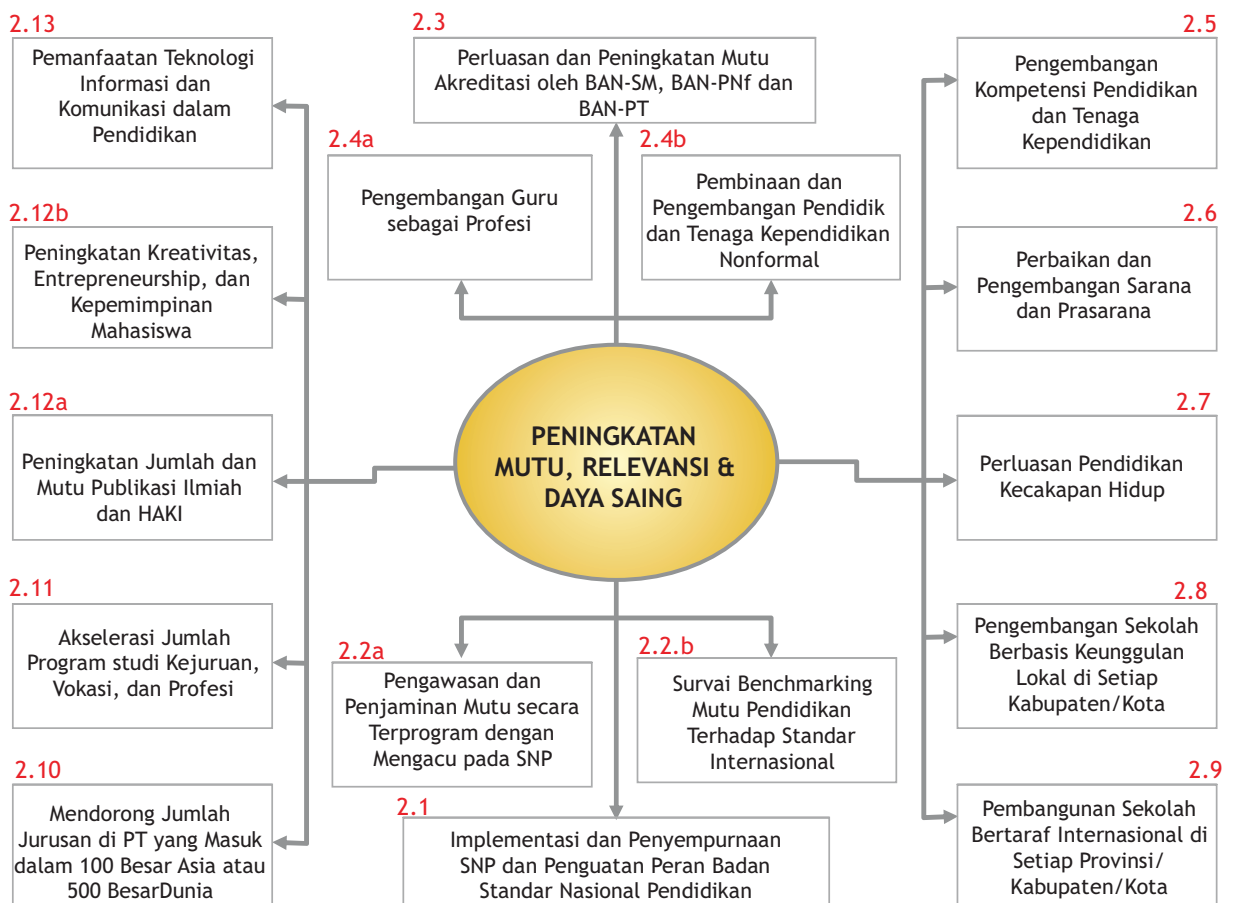 2.13
Pemanfaatan Teknologi
Informasi dan
Komunikasi dalam
Pendidikan
2.3
Perluasan dan Peningkatan Mutu
Akreditasi oleh BAN-SM, BAN-PNf dan
BAN-PT
2.5
Pengembangan
Kompetensi Pendidikan
dan Tenaga
Kependidikan
2.4a
Pengembangan Guru
sebagai Profesi
2.4b
Pembinaan dan
Pengembangan Pendidik
dan Tenaga Kependidikan
Nonformal
2.12b
Peningkatan Kreativitas,
Entrepreneurship, dan
Kepemimpinan
Mahasiswa
2.6
Perbaikan dan
Pengembangan Sarana
dan Prasarana
2.12a
Peningkatan Jumlah dan
Mutu Publikasi Ilmiah
dan HAKI
PENINGKATAN
MUTU, RELEVANSI &
DAYA SAING
2.7
Perluasan Pendidikan
Kecakapan Hidup
2.11
Akselerasi Jumlah
Program studi Kejuruan,
Vokasi, dan Profesi
2.2a
Pengawasan dan
Penjaminan Mutu secara
Terprogram dengan
Mengacu pada SNP
2.2.b
Survai Benchmarking
Mutu Pendidikan
Terhadap Standar
Internasional
2.8
Pengembangan Sekolah
Berbasis Keunggulan
Lokal di Setiap
Kabupaten/Kota
2.10
Mendorong Jumlah
Jurusan di PT yang Masuk
dalam 100 Besar Asia atau
500 BesarDunia
2.1
Implementasi dan Penyempurnaan
SNP dan Penguatan Peran Badan
Standar Nasional Pendidikan
2.9
Pembangunan Sekolah
Bertaraf Internasional di
Setiap Provinsi/
Kabupaten/Kota